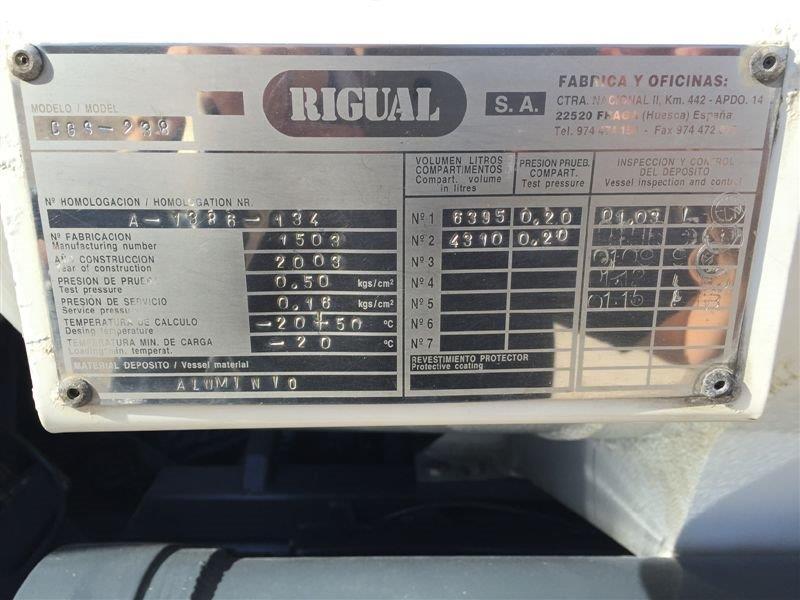 RIGUAL S.A.
FABRICA Y OFICINAS:
CTRA. NACIONAL II, Km. 442 - APDO. 14
22520 FRAGA (Huesca) España
Tel. 974 - Fax 974 472
MODELO / MODEL
CGS-238
Nº HOMOLOGACION / HOMOLOGATION NR.
A-1386-134
Nº FABRICACION
Manufacturing number
1503
AÑO CONSTRUCCION
Year of construction
2003
PRESION DE PRUEBA
Test pressure
0,50 kgs/cm²
PRESION DE SERVICIO
Service pressu
0,16 kgs/cm²
TEMPERATURA DE CALCULO
Desing temperature
-20 +50 ºC
TEMPERATURA MIN. DE CARGA
Loading min. temperat.
-20 ºC
MATERIAL DEPOSITO / Vessel material
ALUMINIO
VOLUMEN LITROS
COMPARTIMENTOS
Compart. volume
in litres
PRESION PRUEB.
COMPART.
Test pressure
INSPECCION Y CONTROL
DEL DEPOSITO
Vessel inspection and control
Nº 1 6395 0,20 01.03 L
Nº 2 4310 0,20
Nº 3
Nº 4
Nº 5 01.15
Nº 6
Nº 7
REVESTIMIENTO PROTECTOR
Protective coating